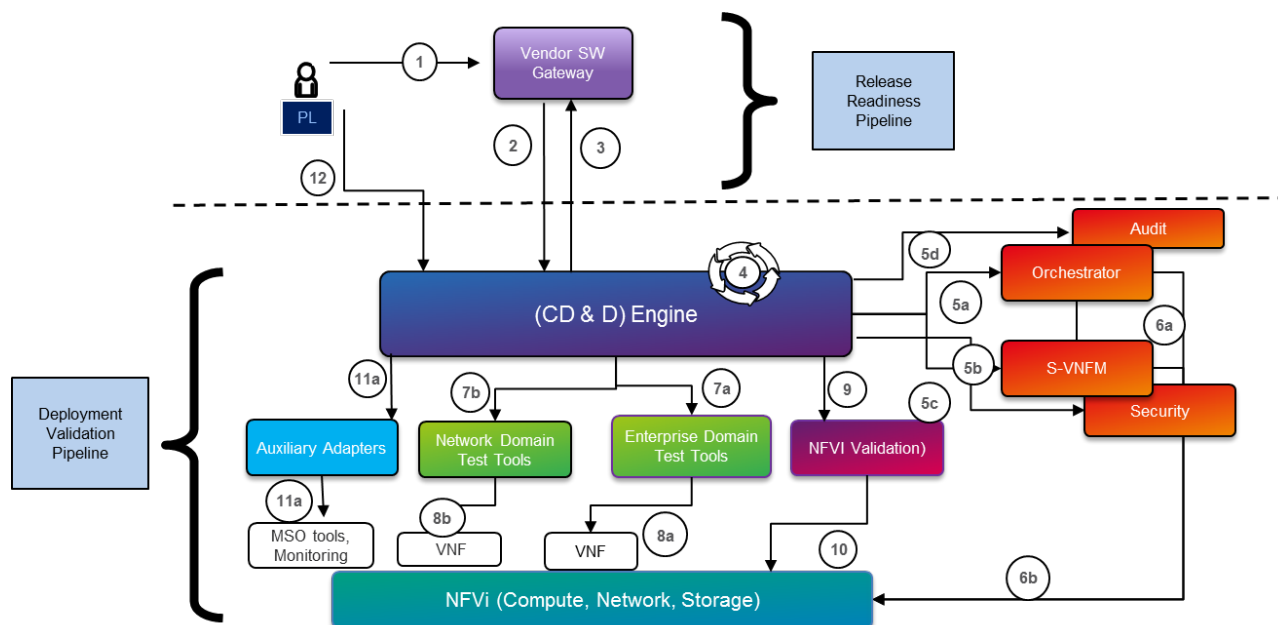 1
Vendor SW
Gateway
Release
Readiness
Pipeline
PL
2
3
12
Audit
4
5d
Orchestrator
(CD & D) Engine
5a
6a
5b
S-VNFM
11a
7b
7a
9
5c
Security
Deployment
Validation
Pipeline
Auxiliary Adapters
Network Domain
Test Tools
Enterprise Domain
Test Tools
NFVI Validation)
11a
8b
8a
MSO tools,
Monitoring
VNF
VNF
10
6b
NFVi (Compute, Network, Storage)